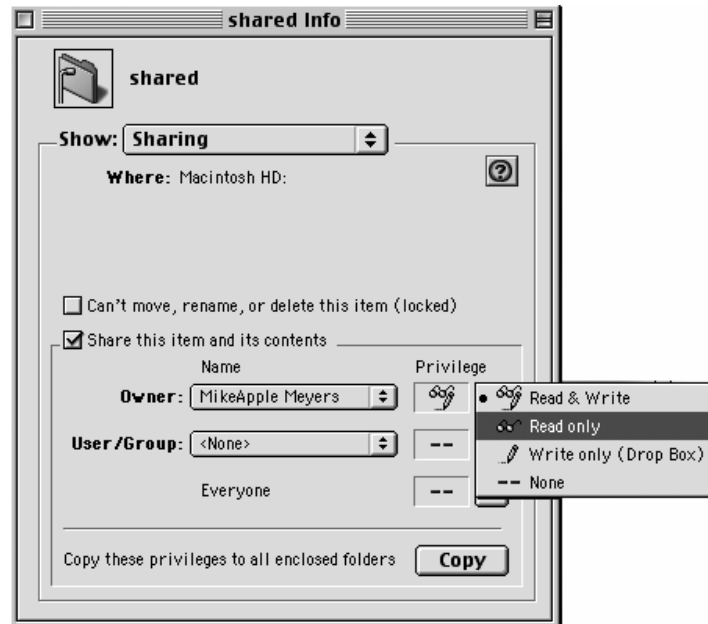 shared Info
shared
Show: Sharing
Where: Macintosh HD:
Can't move, rename, or delete this item (locked)
Share this item and its contents
Name Privilege
Owner: MikeApple Meyers
Read & Write
Read only
Write only (Drop Box)
-- None
User/Group: <None> --
Everyone --
Copy these privileges to all enclosed folders Copy